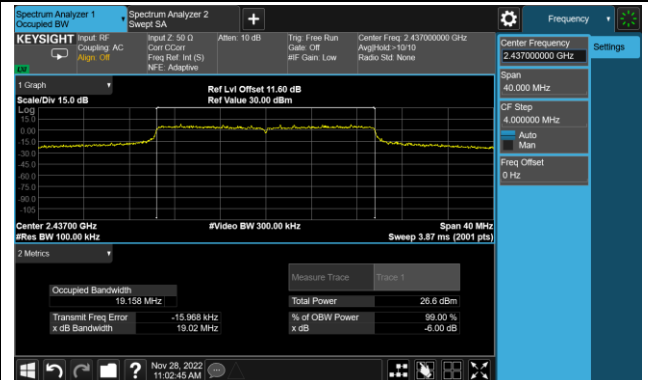 Spectrum Analyzer 1
Occupied BW
Spectrum Analyzer 2
Swept SA
Frequency
KEYSIGHT
Input: RF
Coupling: AC
Align: Off
Input Z: 50 Ω
Corr CCorr
Freq Ref: Int (S)
NFE: Adaptive
Atten: 10 dB
Trig: Free Run
Gate: Off
#IF Gain: Low
Center Freq: 2.437000000 GHz
Avg|Hold:>10/10
Radio Std: None
LXI
1 Graph
Scale/Div 15.0 dB
Ref Lvl Offset 11.60 dB
Ref Value 30.00 dBm
Log
15.0
0.00
-15.0
-30.0
-45.0
-60.0
-75.0
-90.0
-105
Center 2.43700 GHz
#Res BW 100.00 kHz
#Video BW 300.00 kHz
Span 40 MHz
Sweep 3.87 ms (2001 pts)
2 Metrics
Measure Trace
Trace 1
Occupied Bandwidth
19.158 MHz
Total Power
26.6 dBm
Transmit Freq Error
-15.968 kHz
% of OBW Power
99.00 %
x dB Bandwidth
19.02 MHz
x dB
-6.00 dB
Center Frequency
2.437000000 GHz
Settings
Span
40.000 MHz
CF Step
4.000000 MHz
Auto
Man
Freq Offset
0 Hz
?
Nov 28, 2022
11:02:45 AM